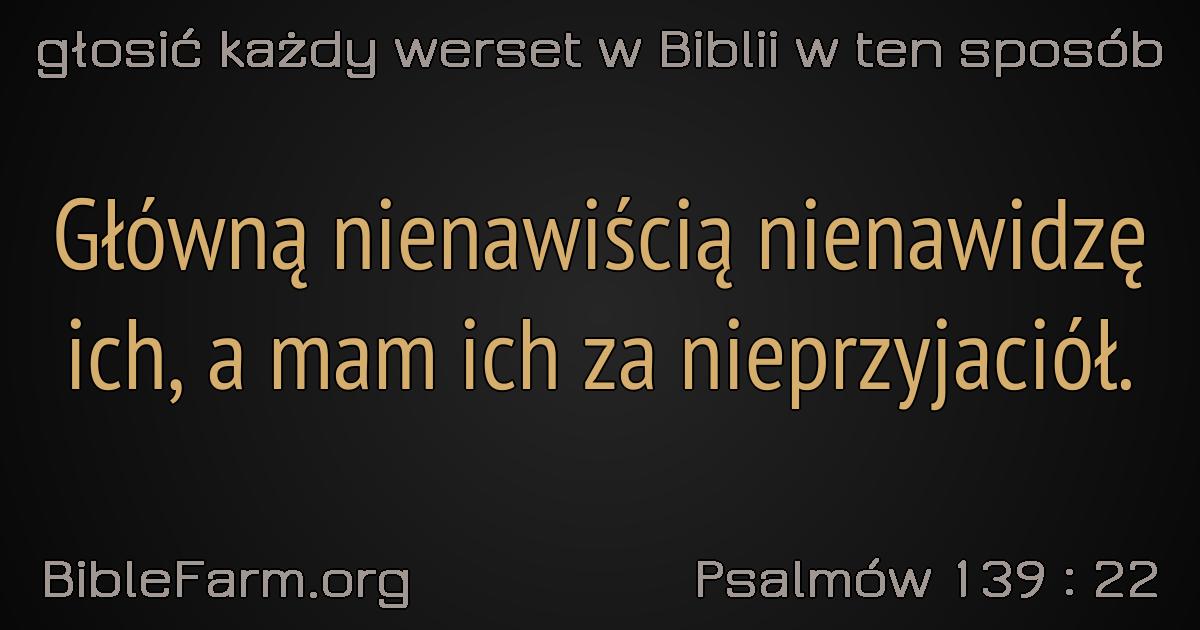 głosić każdy werset w Biblii w ten sposób
Główną nienawiścią nienawidzę
ich, a mam ich za nieprzyjaciół.
BibleFarm.org
Psalmów 139 : 22